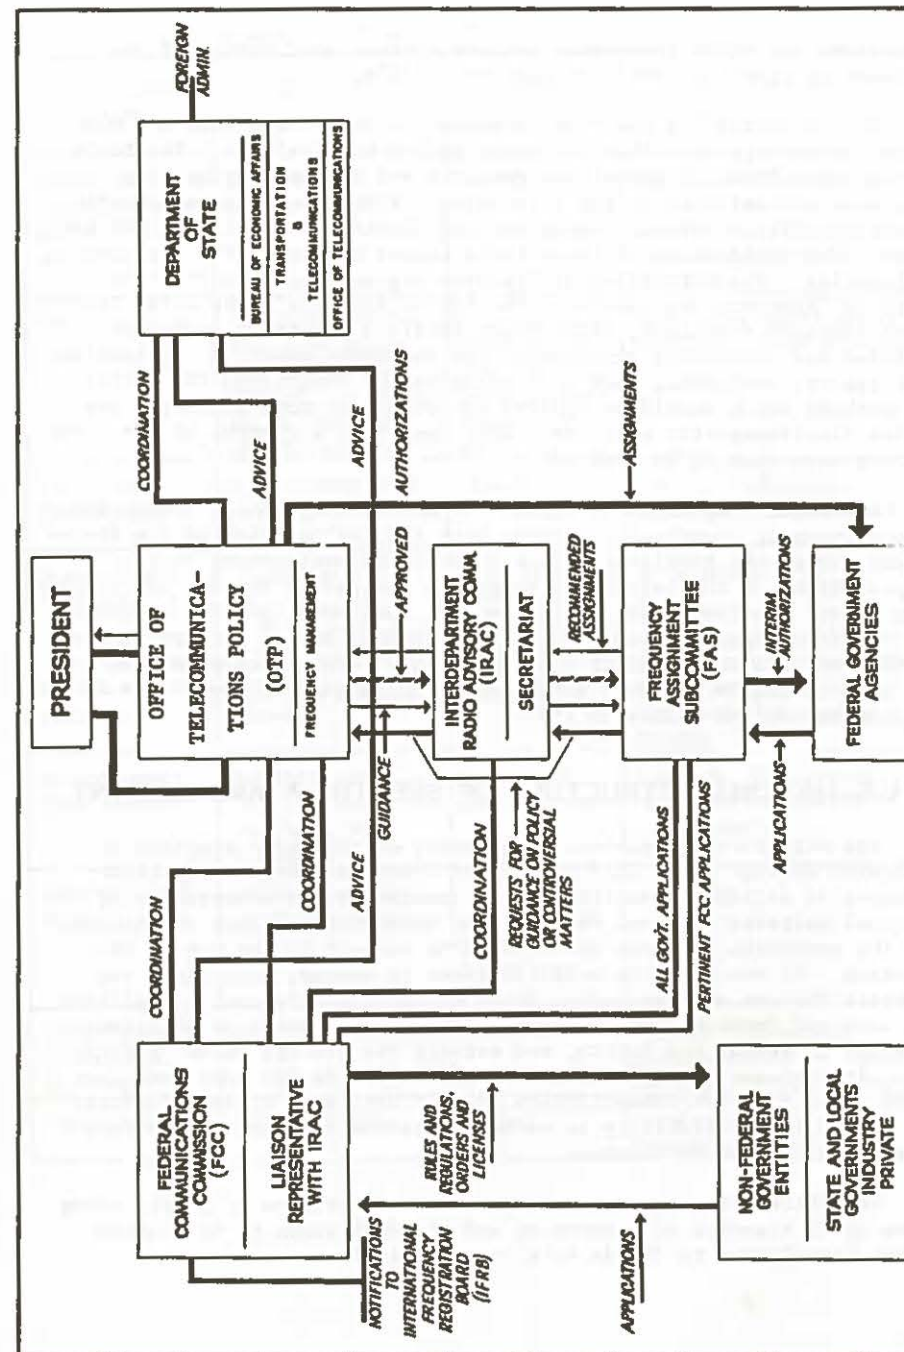 PRESIDENT
OFFICE OF
TELECOMMUNICA-
TIONS POLICY
(OTP)
FREQUENCY MANAGEMENT
FEDERAL
COMMUNICATIONS
COMMISSION
(FCC)
LIAISON
REPRESENTATIVE
WITH IRAC
DEPARTMENT
OF
STATE
BUREAU OF ECONOMIC AFFAIRS
TRANSPORTATION
&
TELECOMMUNICATION
OFFICE OF TELECOMMUNICATIONS
FOREIGN
ADMIN.
COORDINATION
COORDINATION
ADVICE
COORDINATION
ADVICE
ADVICE
AUTHORIZATIONS
GUIDANCE
APPROVED
INTERDEPARTMENT
RADIO ADVISORY COMM.
(IRAC)
SECRETARIAT
COORDINATION
REQUESTS FOR
GUIDANCE ON POLICY
OR CONTROVERSIAL
MATTERS
RECOMMENDED
ASSIGNMENTS
ASSIGNMENTS
FREQUENCY
ASSIGNMENT
SUBCOMMITTEE
(FAS)
ALL GOVT. APPLICATIONS
PERTINENT FCC APPLICATIONS
APPLICATIONS
INTERIM
AUTHORIZATIONS
FEDERAL GOVERNMENT
AGENCIES
NOTIFICATIONS
TO
INTERNATIONAL
FREQUENCY
REGISTRATION
BOARD
(IFRB)
RULES AND
REGULATIONS,
ORDERS AND
LICENSES
APPLICATIONS
NON-FEDERAL
GOVERNMENT
ENTITIES
STATE AND LOCAL
GOVERNMENTS
INDUSTRY
PRIVATE